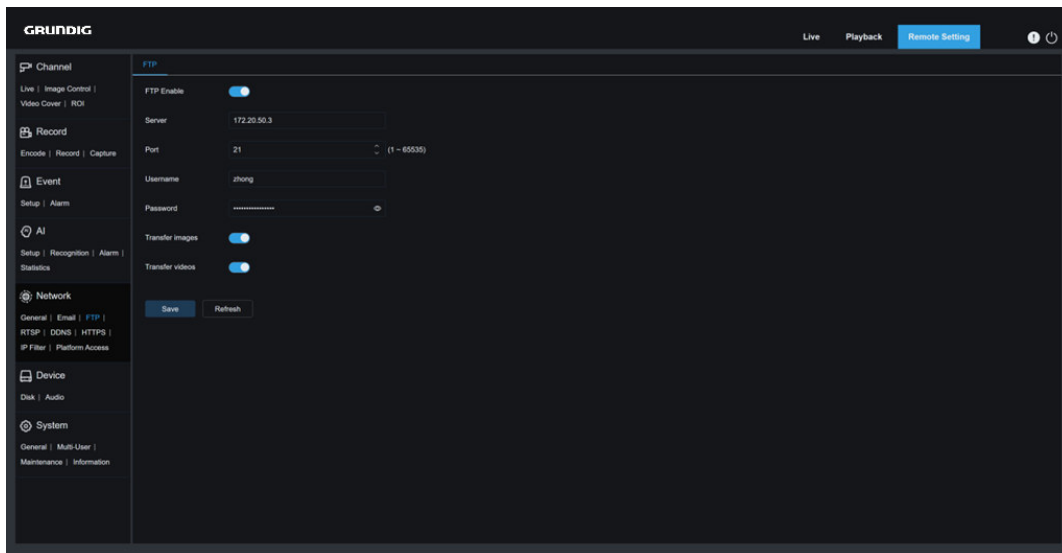 GRUNDIG
Live Playback Remote Setting
Channel
Live | Image Control |
Video Cover | ROI
Record
Encode | Record | Capture
Event
Setup | Alarm
AI
Setup | Recognition | Alarm |
Statistics
Network
General | Email | FTP |
RTSP | DDNS | HTTPS |
IP Filter | Platform Access
Device
Disk | Audio
System
General | Multi-User |
Maintenance | Information
FTP
FTP Enable
Server 172.20.50.3
Port 21 (1 ~ 65535)
Username zhong
Password ••••••••••••••••
Transfer images
Transfer videos
Save Refresh